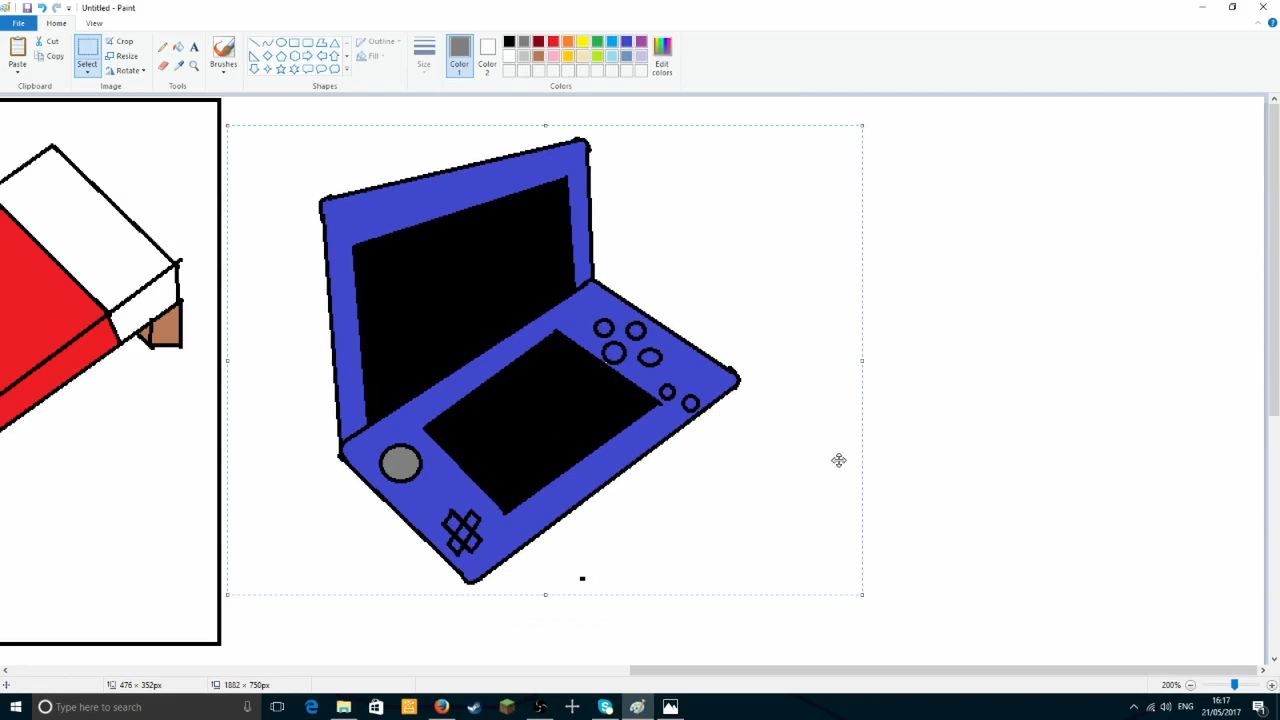 Untitled - Paint
File
Home
View
Paste
Cut
Copy
Clipboard
Select
Crop
Resize
Rotate
Image
A
Tools
Brushes
Outline
Fill
Shapes
Size
Color
1
Color
2
Edit
colors
Colors
476 × 352px
1882 × 750px
200%
Type here to search
16:17
21/05/2017